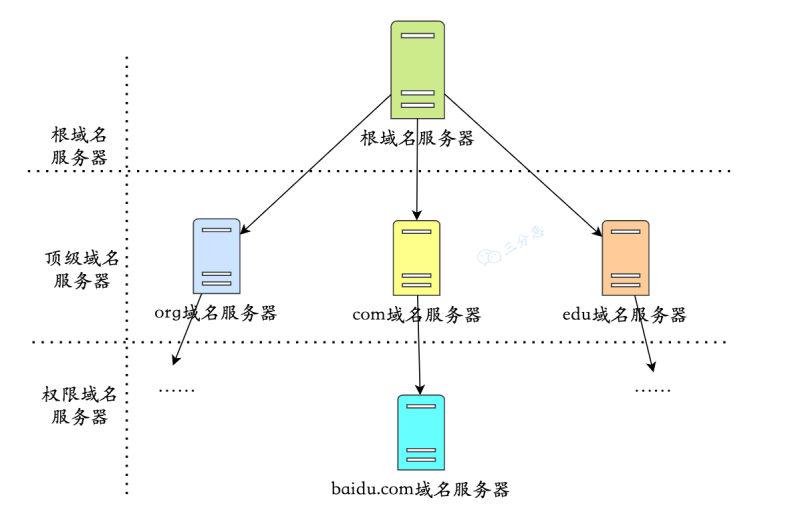 根域名
服务器
根域名服务器
三分恶
顶级域名
服务器
org域名服务器
com域名服务器
edu域名服务器
权限域名
服务器
......
......
baidu.com域名服务器